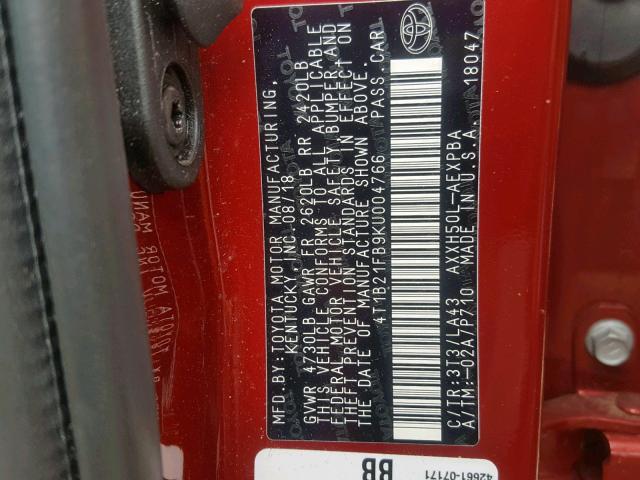 MFD. BY: TOYOTA MOTOR MANUFACTURING,
KENTUCKY, INC. 08/18
GVWR 4730LB GAWR FR 2620LB RR 2420LB
THIS VEHICLE CONFORMS TO ALL APPLICABLE
FEDERAL MOTOR VEHICLE SAFETY, BUMPER, AND
THEFT PREVENTION STANDARDS IN EFFECT ON
THE DATE OF MANUFACTURE SHOWN ABOVE.
4T1B21FB9KU004766 PASS. CAR
C/TR: 3T3/LA43 AXXH50L-AEXPBA
A/TM: -02A/P710 MADE IN U.S.A. 18047
42661-07171
BB